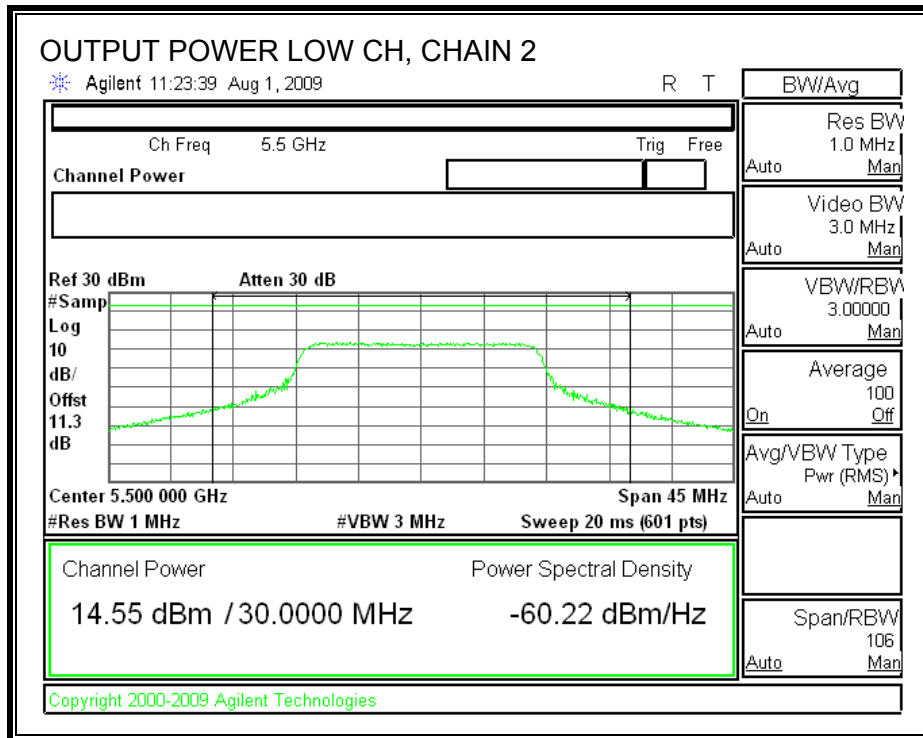 OUTPUT POWER LOW CH, CHAIN 2
Agilent 11:23:39 Aug 1, 2009 R T
Ch Freq 5.5 GHz Trig Free
Channel Power
Ref 30 dBm Atten 30 dB
#Samp
Log
10
dB/
Offst
11.3
dB
Center 5.500 000 GHz Span 45 MHz
#Res BW 1 MHz #VBW 3 MHz Sweep 20 ms (601 pts)
Channel Power Power Spectral Density
14.55 dBm / 30.0000 MHz -60.22 dBm/Hz
Copyright 2000-2009 Agilent Technologies
BW/Avg
Res BW
1.0 MHz
Auto Man
Video BW
3.0 MHz
Auto Man
VBW/RBW
3.00000
Auto Man
Average
100
On Off
Avg/VBW Type
Pwr (RMS)
Auto Man
Span/RBW
106
Auto Man